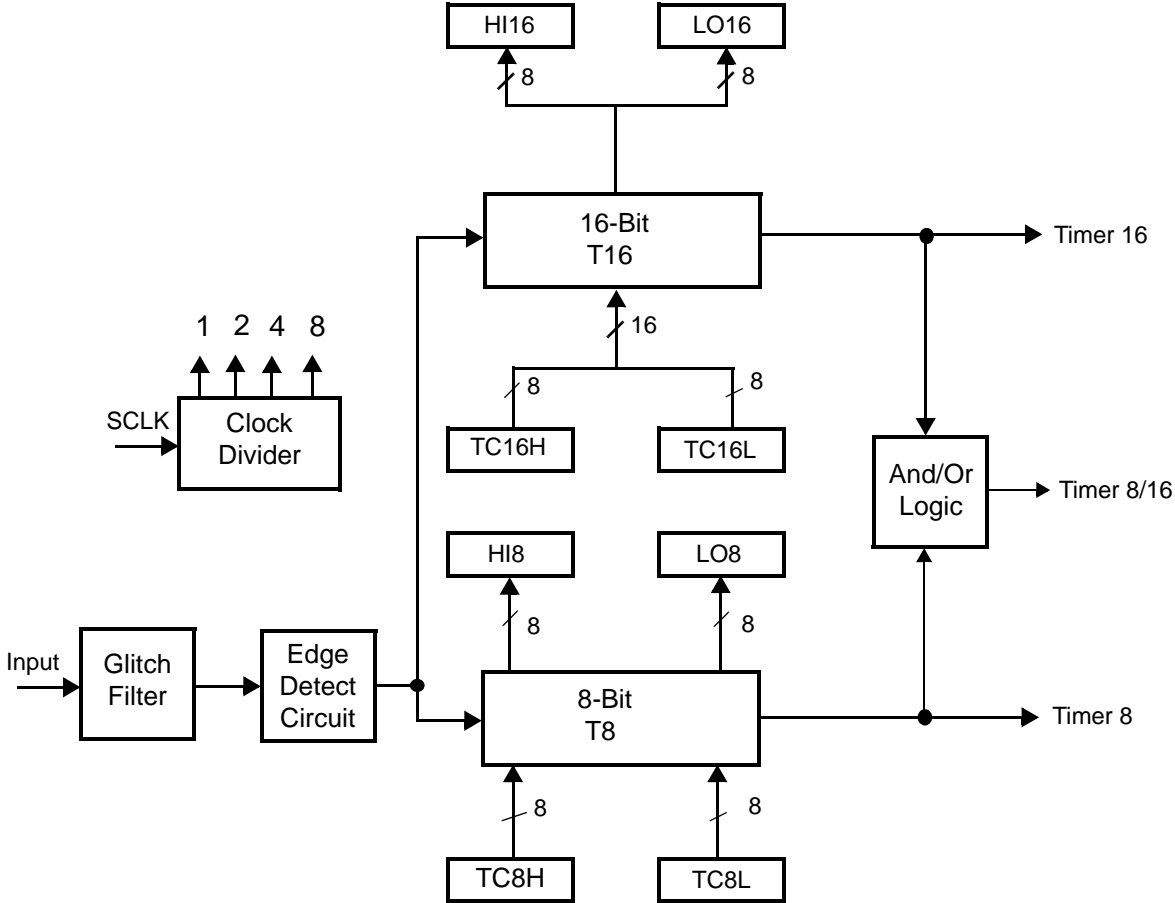 HI16
LO16
8
8
16-Bit
T16
Timer 16
16
1 2 4 8
8
8
SCLK
Clock
Divider
TC16H
TC16L
And/Or
Logic
Timer 8/16
HI8
LO8
8
8
Input
Glitch
Filter
Edge
Detect
Circuit
8-Bit
T8
Timer 8
8
8
TC8H
TC8L